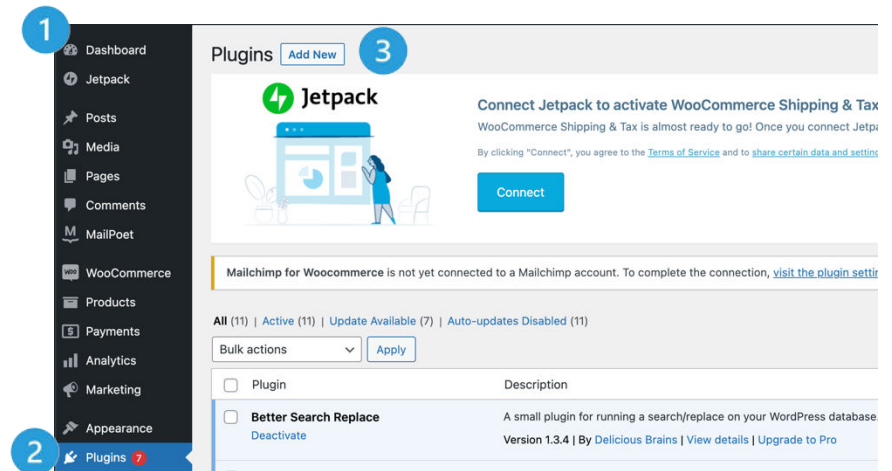 1
Dashboard
Jetpack
Posts
Media
Pages
Comments
M MailPoet
woo WooCommerce
Products
$ Payments
Analytics
Marketing
Appearance
2
Plugins 7
Plugins Add New 3
Jetpack
Connect Jetpack to activate WooCommerce Shipping & Tax
WooCommerce Shipping & Tax is almost ready to go! Once you connect Jetpa
By clicking "Connect", you agree to the Terms of Service and to share certain data and setting
Connect
Mailchimp for Woocommerce is not yet connected to a Mailchimp account. To complete the connection, visit the plugin settin
All (11) | Active (11) | Update Available (7) | Auto-updates Disabled (11)
Bulk actions Apply
Plugin Description
Better Search Replace A small plugin for running a search/replace on your WordPress database.
Deactivate Version 1.3.4 | By Delicious Brains | View details | Upgrade to Pro